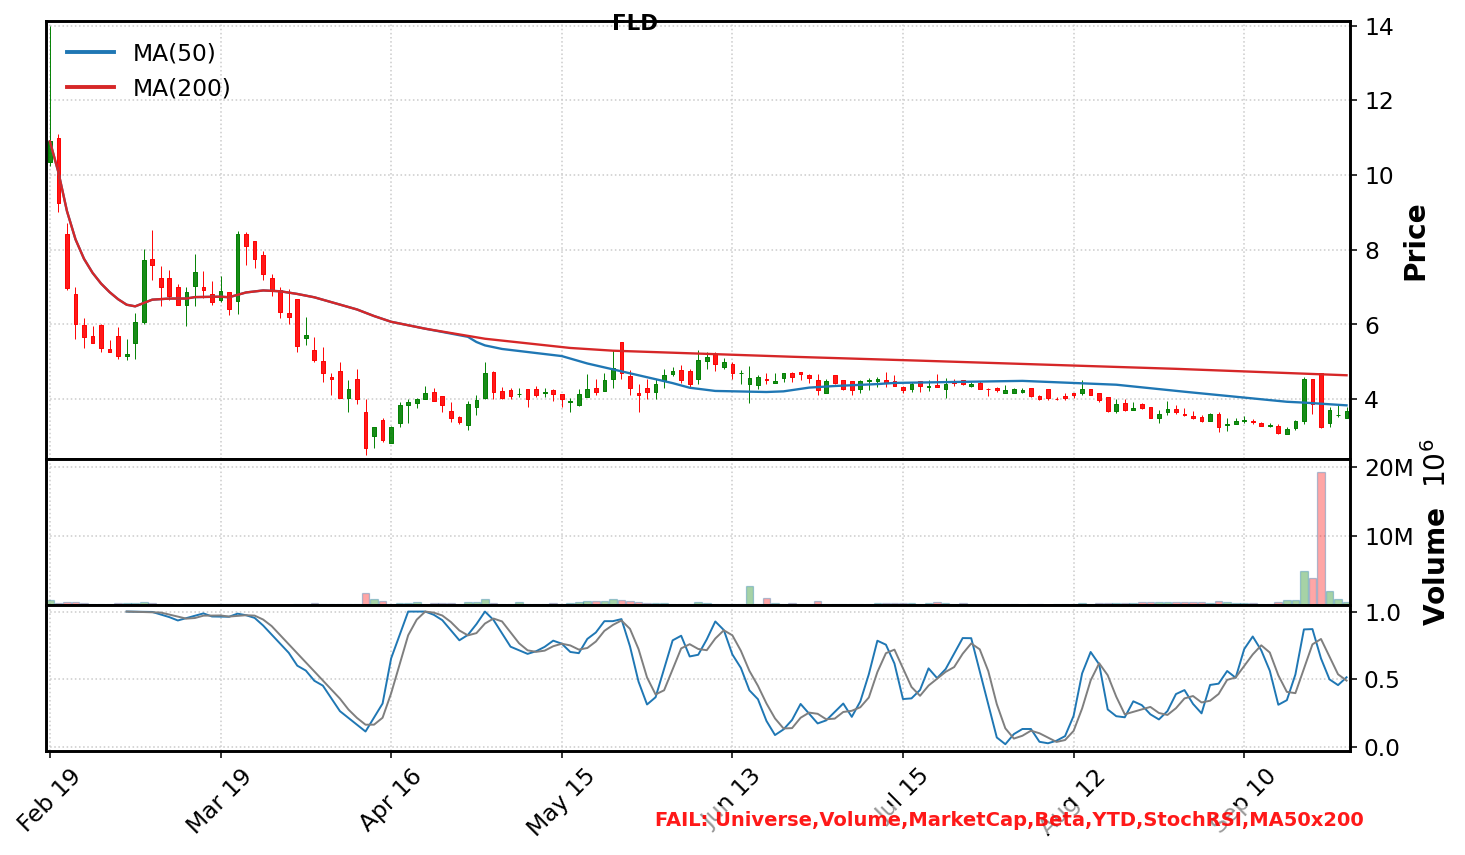 FLD
MA(50)
MA(200)
14
12
10
8
6
4
Price
20M
10M
Volume 10^6
1.0
0.5
0.0
Feb 19
Mar 19
Apr 16
May 15
Jun 13
Jul 15
Aug 12
Sep 10
FAIL: Universe,Volume,MarketCap,Beta,YTD,StochRSI,MA50x200